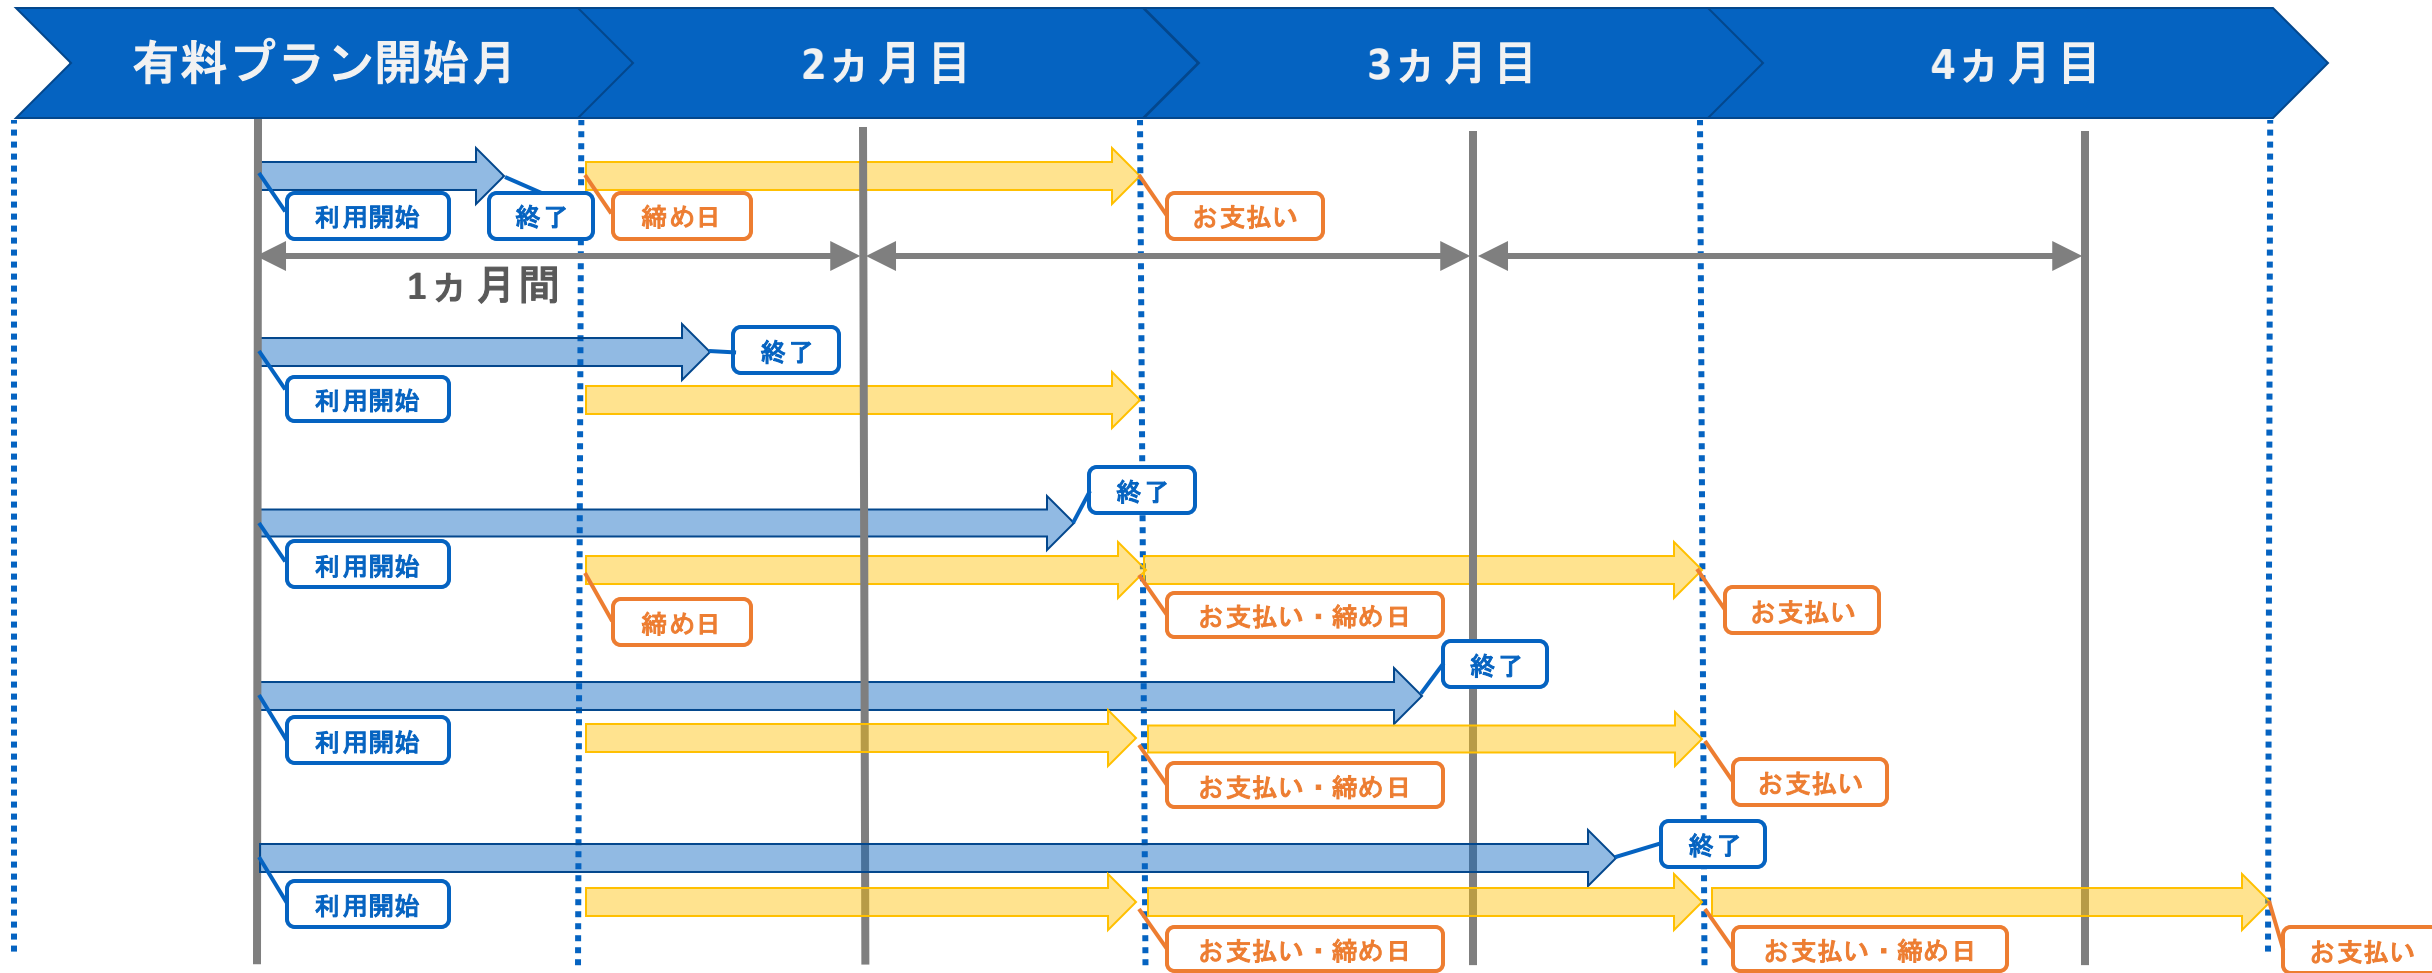 有料プラン開始月
2ヵ月目
3ヵ月目
4ヵ月目
利用開始
終了
締め日
お支払い
1ヵ月間
終了
利用開始
終了
利用開始
締め日
お支払い・締め日
お支払い
終了
利用開始
お支払い・締め日
お支払い
終了
利用開始
お支払い・締め日
お支払い・締め日
お支払い